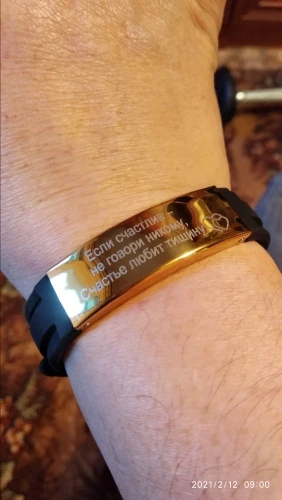 Если счастлив
не говори никому,
Счастье любит тишину
2021/2/12 09:00